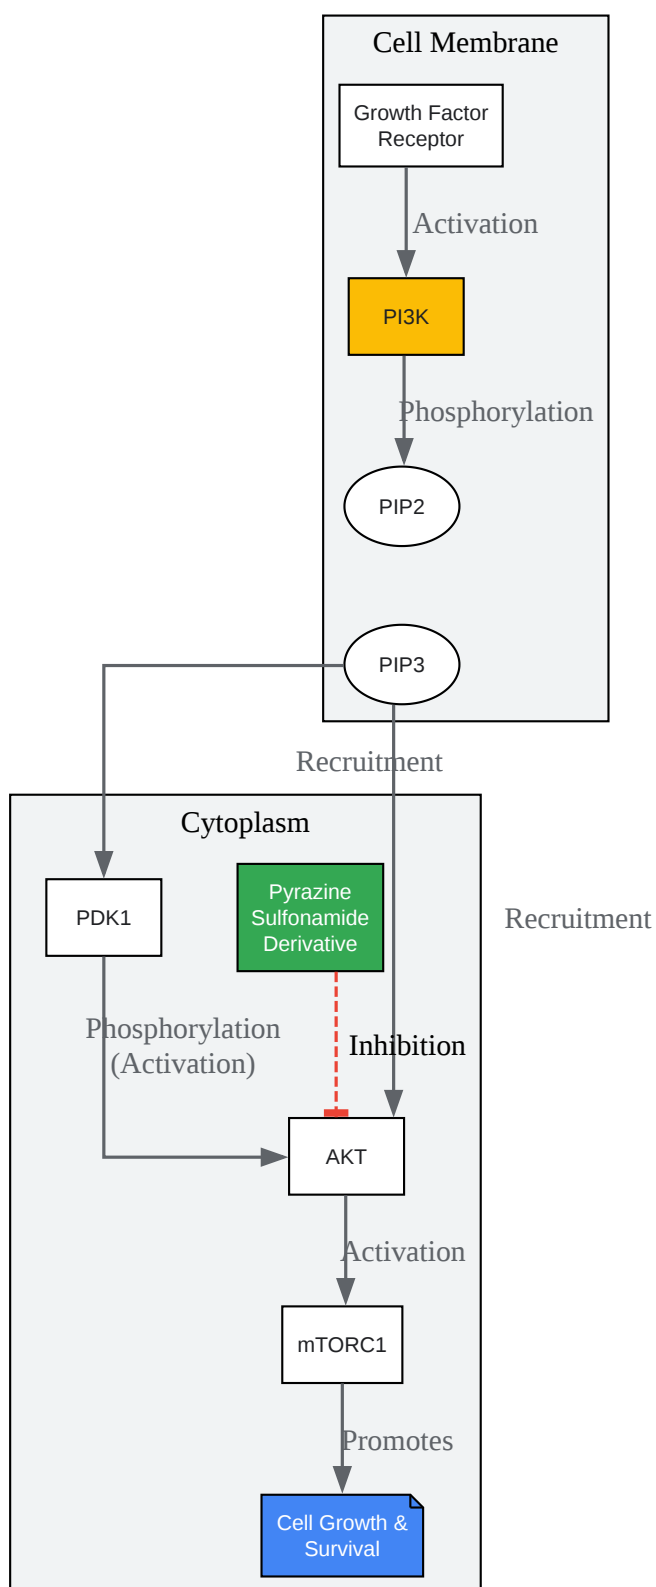 Cell Membrane
Growth Factor
Receptor
Activation
PI3K
Phosphorylation
PIP2
PIP3
Recruitment
Cytoplasm
Pyrazine
Sulfonamide
Derivative
PDK1
Recruitment
Phosphorylation
(Activation)
Inhibition
AKT
Activation
mTORC1
Promotes
Cell Growth &
Survival